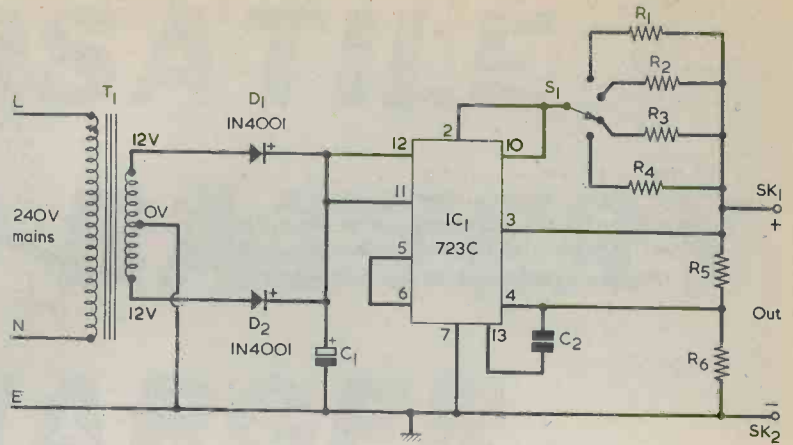 R1
R2
R3
R4
S1
T1
D1
1N4001
L
12V
2
12
10
11
0V
240V
mains
IC1
723C
3
SK1
+
5
6
4
R5
Out
12V
D2
1N4001
N
+
C1
7
13
C2
R6
E
−
SK2